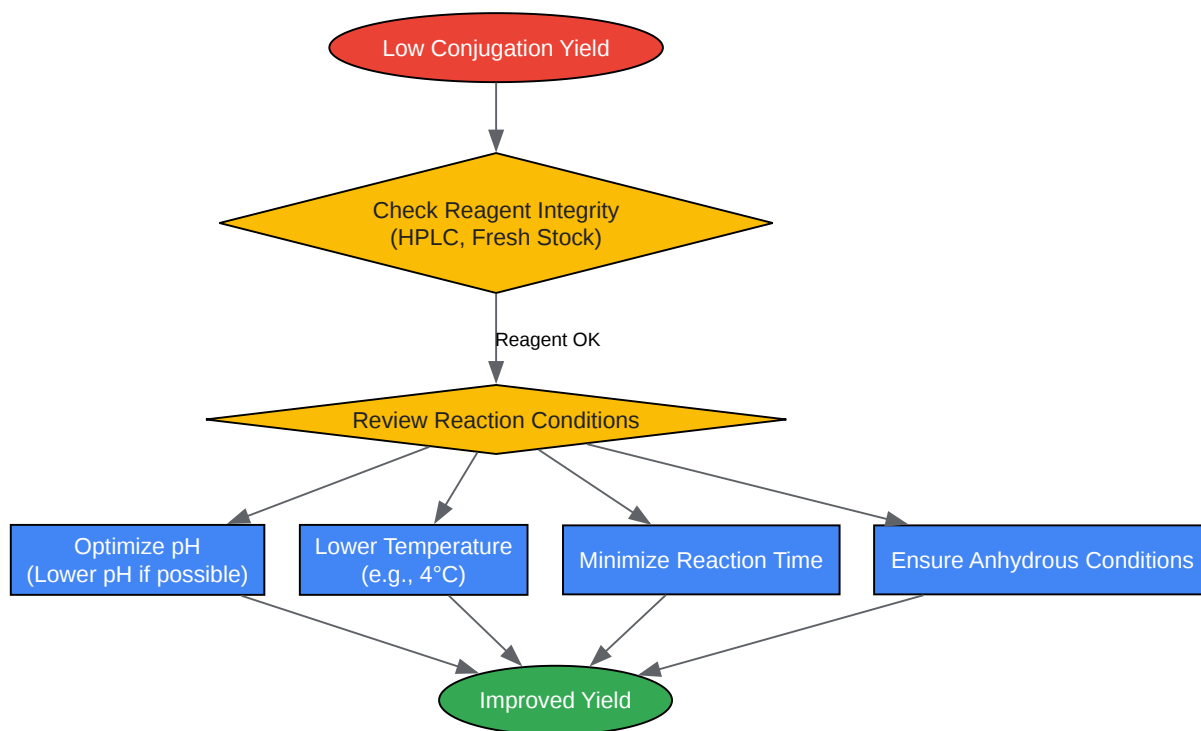 Low Conjugation Yield
Check Reagent Integrity
(HPLC, Fresh Stock)
Reagent OK
Review Reaction Conditions
Optimize pH
(Lower pH if possible)
Lower Temperature
(e.g., 4°C)
Minimize Reaction Time
Ensure Anhydrous Conditions
Improved Yield